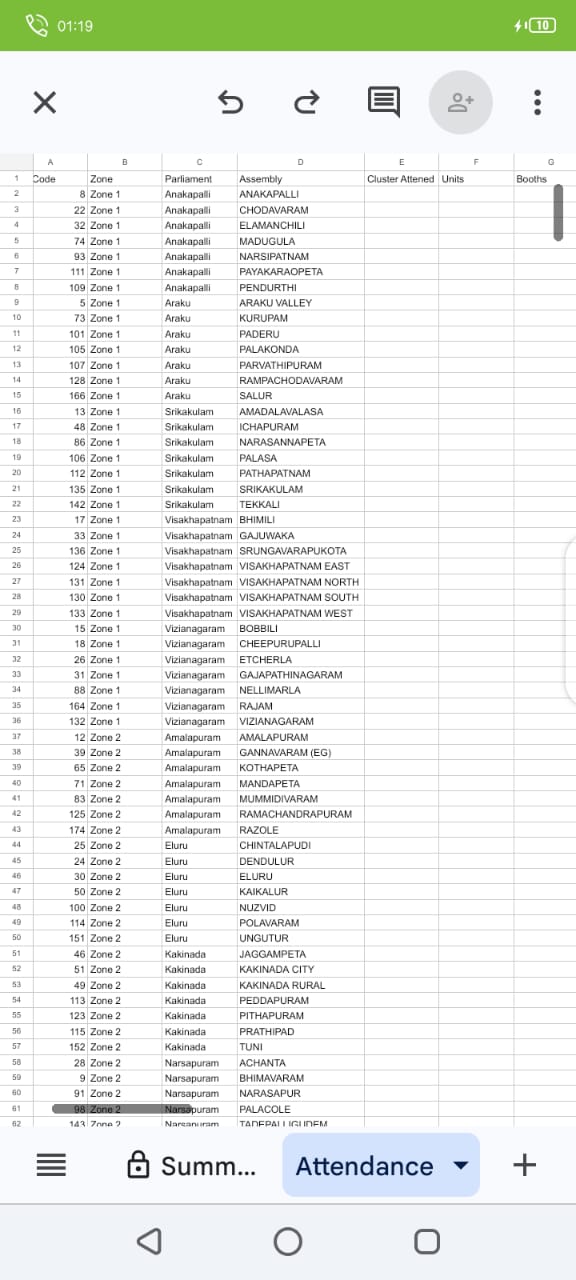 01:19
10
A B C D E F G
1 Code Zone Parliament Assembly Cluster Attened Units Booths
2 8 Zone 1 Anakapalli ANAKAPALLI
3 22 Zone 1 Anakapalli CHODAVARAM
4 32 Zone 1 Anakapalli ELAMANCHILI
5 74 Zone 1 Anakapalli MADUGULA
6 93 Zone 1 Anakapalli NARSIPATNAM
7 111 Zone 1 Anakapalli PAYAKARAOPETA
8 109 Zone 1 Anakapalli PENDURTHI
9 5 Zone 1 Araku ARAKU VALLEY
10 73 Zone 1 Araku KURUPAM
11 101 Zone 1 Araku PADERU
12 105 Zone 1 Araku PALAKONDA
13 107 Zone 1 Araku PARVATHIPURAM
14 128 Zone 1 Araku RAMPACHODAVARAM
15 166 Zone 1 Araku SALUR
16 13 Zone 1 Srikakulam AMADALAVALASA
17 48 Zone 1 Srikakulam ICHAPURAM
18 86 Zone 1 Srikakulam NARASANNAPETA
19 106 Zone 1 Srikakulam PALASA
20 112 Zone 1 Srikakulam PATHAPATNAM
21 135 Zone 1 Srikakulam SRIKAKULAM
22 142 Zone 1 Srikakulam TEKKALI
23 17 Zone 1 Visakhapatnam BHIMILI
24 33 Zone 1 Visakhapatnam GAJUWAKA
25 136 Zone 1 Visakhapatnam SRUNGAVARAPUKOTA
26 124 Zone 1 Visakhapatnam VISAKHAPATNAM EAST
27 131 Zone 1 Visakhapatnam VISAKHAPATNAM NORTH
28 130 Zone 1 Visakhapatnam VISAKHAPATNAM SOUTH
29 133 Zone 1 Visakhapatnam VISAKHAPATNAM WEST
30 15 Zone 1 Vizianagaram BOBBILI
31 18 Zone 1 Vizianagaram CHEEPURUPALLI
32 26 Zone 1 Vizianagaram ETCHERLA
33 31 Zone 1 Vizianagaram GAJAPATHINAGARAM
34 88 Zone 1 Vizianagaram NELLIMARLA
35 164 Zone 1 Vizianagaram RAJAM
36 132 Zone 1 Vizianagaram VIZIANAGARAM
37 12 Zone 2 Amalapuram AMALAPURAM
38 39 Zone 2 Amalapuram GANNAVARAM (EG)
39 65 Zone 2 Amalapuram KOTHAPETA
40 71 Zone 2 Amalapuram MANDAPETA
41 83 Zone 2 Amalapuram MUMMIDIVARAM
42 125 Zone 2 Amalapuram RAMACHANDRAPURAM
43 174 Zone 2 Amalapuram RAZOLE
44 25 Zone 2 Eluru CHINTALAPUDI
45 24 Zone 2 Eluru DENDULUR
46 30 Zone 2 Eluru ELURU
47 50 Zone 2 Eluru KAIKALUR
48 100 Zone 2 Eluru NUZVID
49 114 Zone 2 Eluru POLAVARAM
50 151 Zone 2 Eluru UNGUTUR
51 46 Zone 2 Kakinada JAGGAMPETA
52 51 Zone 2 Kakinada KAKINADA CITY
53 49 Zone 2 Kakinada KAKINADA RURAL
54 113 Zone 2 Kakinada PEDDAPURAM
55 123 Zone 2 Kakinada PITHAPURAM
56 115 Zone 2 Kakinada PRATHIPAD
57 152 Zone 2 Kakinada TUNI
58 28 Zone 2 Narsapuram ACHANTA
59 9 Zone 2 Narsapuram BHIMAVARAM
60 91 Zone 2 Narsapuram NARASAPUR
61 98 Zone 2 Narsapuram PALACOLE
62 143 Zone 2 Narsapuram TADEPALLIGUDEM
Summ... Attendance